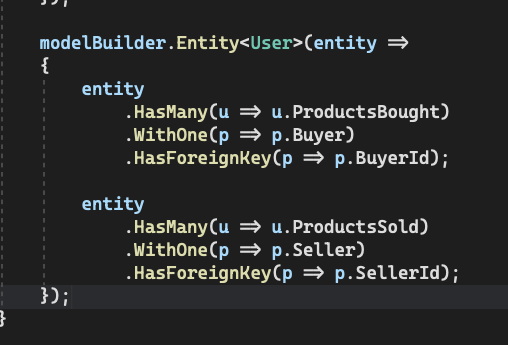 });
modelBuilder.Entity<User>(entity =>
{
entity
.HasMany(u => u.ProductsBought)
.WithOne(p => p.Buyer)
.HasForeignKey(p => p.BuyerId);
entity
.HasMany(u => u.ProductsSold)
.WithOne(p => p.Seller)
.HasForeignKey(p => p.SellerId);
});
}